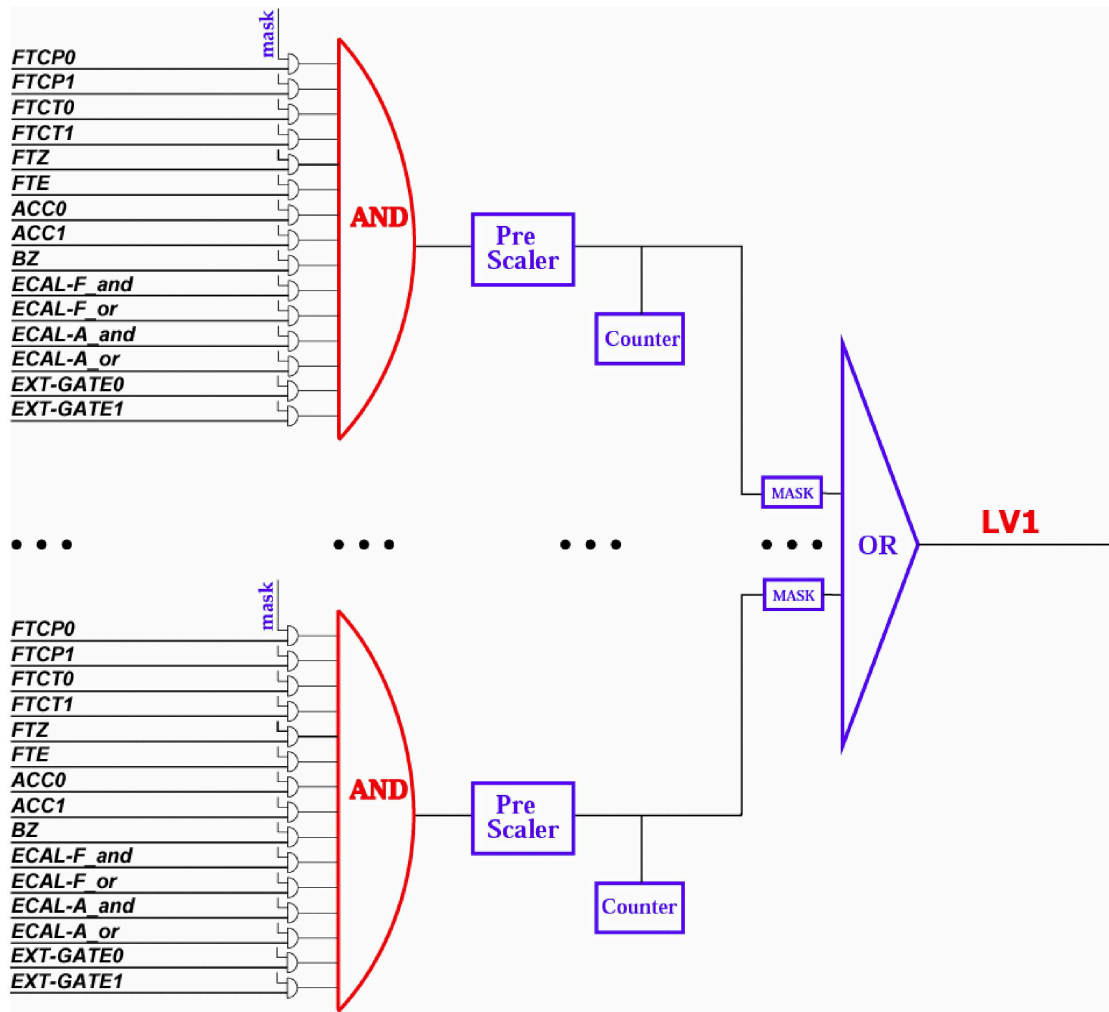 mask
FTCP0
FTCP1
FTCT0
FTCT1
FTZ
FTE
ACC0
ACC1
BZ
ECAL-F_and
ECAL-F_or
ECAL-A_and
ECAL-A_or
EXT-GATE0
EXT-GATE1
AND
Pre
Scaler
Counter
MASK
MASK
OR
LV1
mask
FTCP0
FTCP1
FTCT0
FTCT1
FTZ
FTE
ACC0
ACC1
BZ
ECAL-F_and
ECAL-F_or
ECAL-A_and
ECAL-A_or
EXT-GATE0
EXT-GATE1
AND
Pre
Scaler
Counter